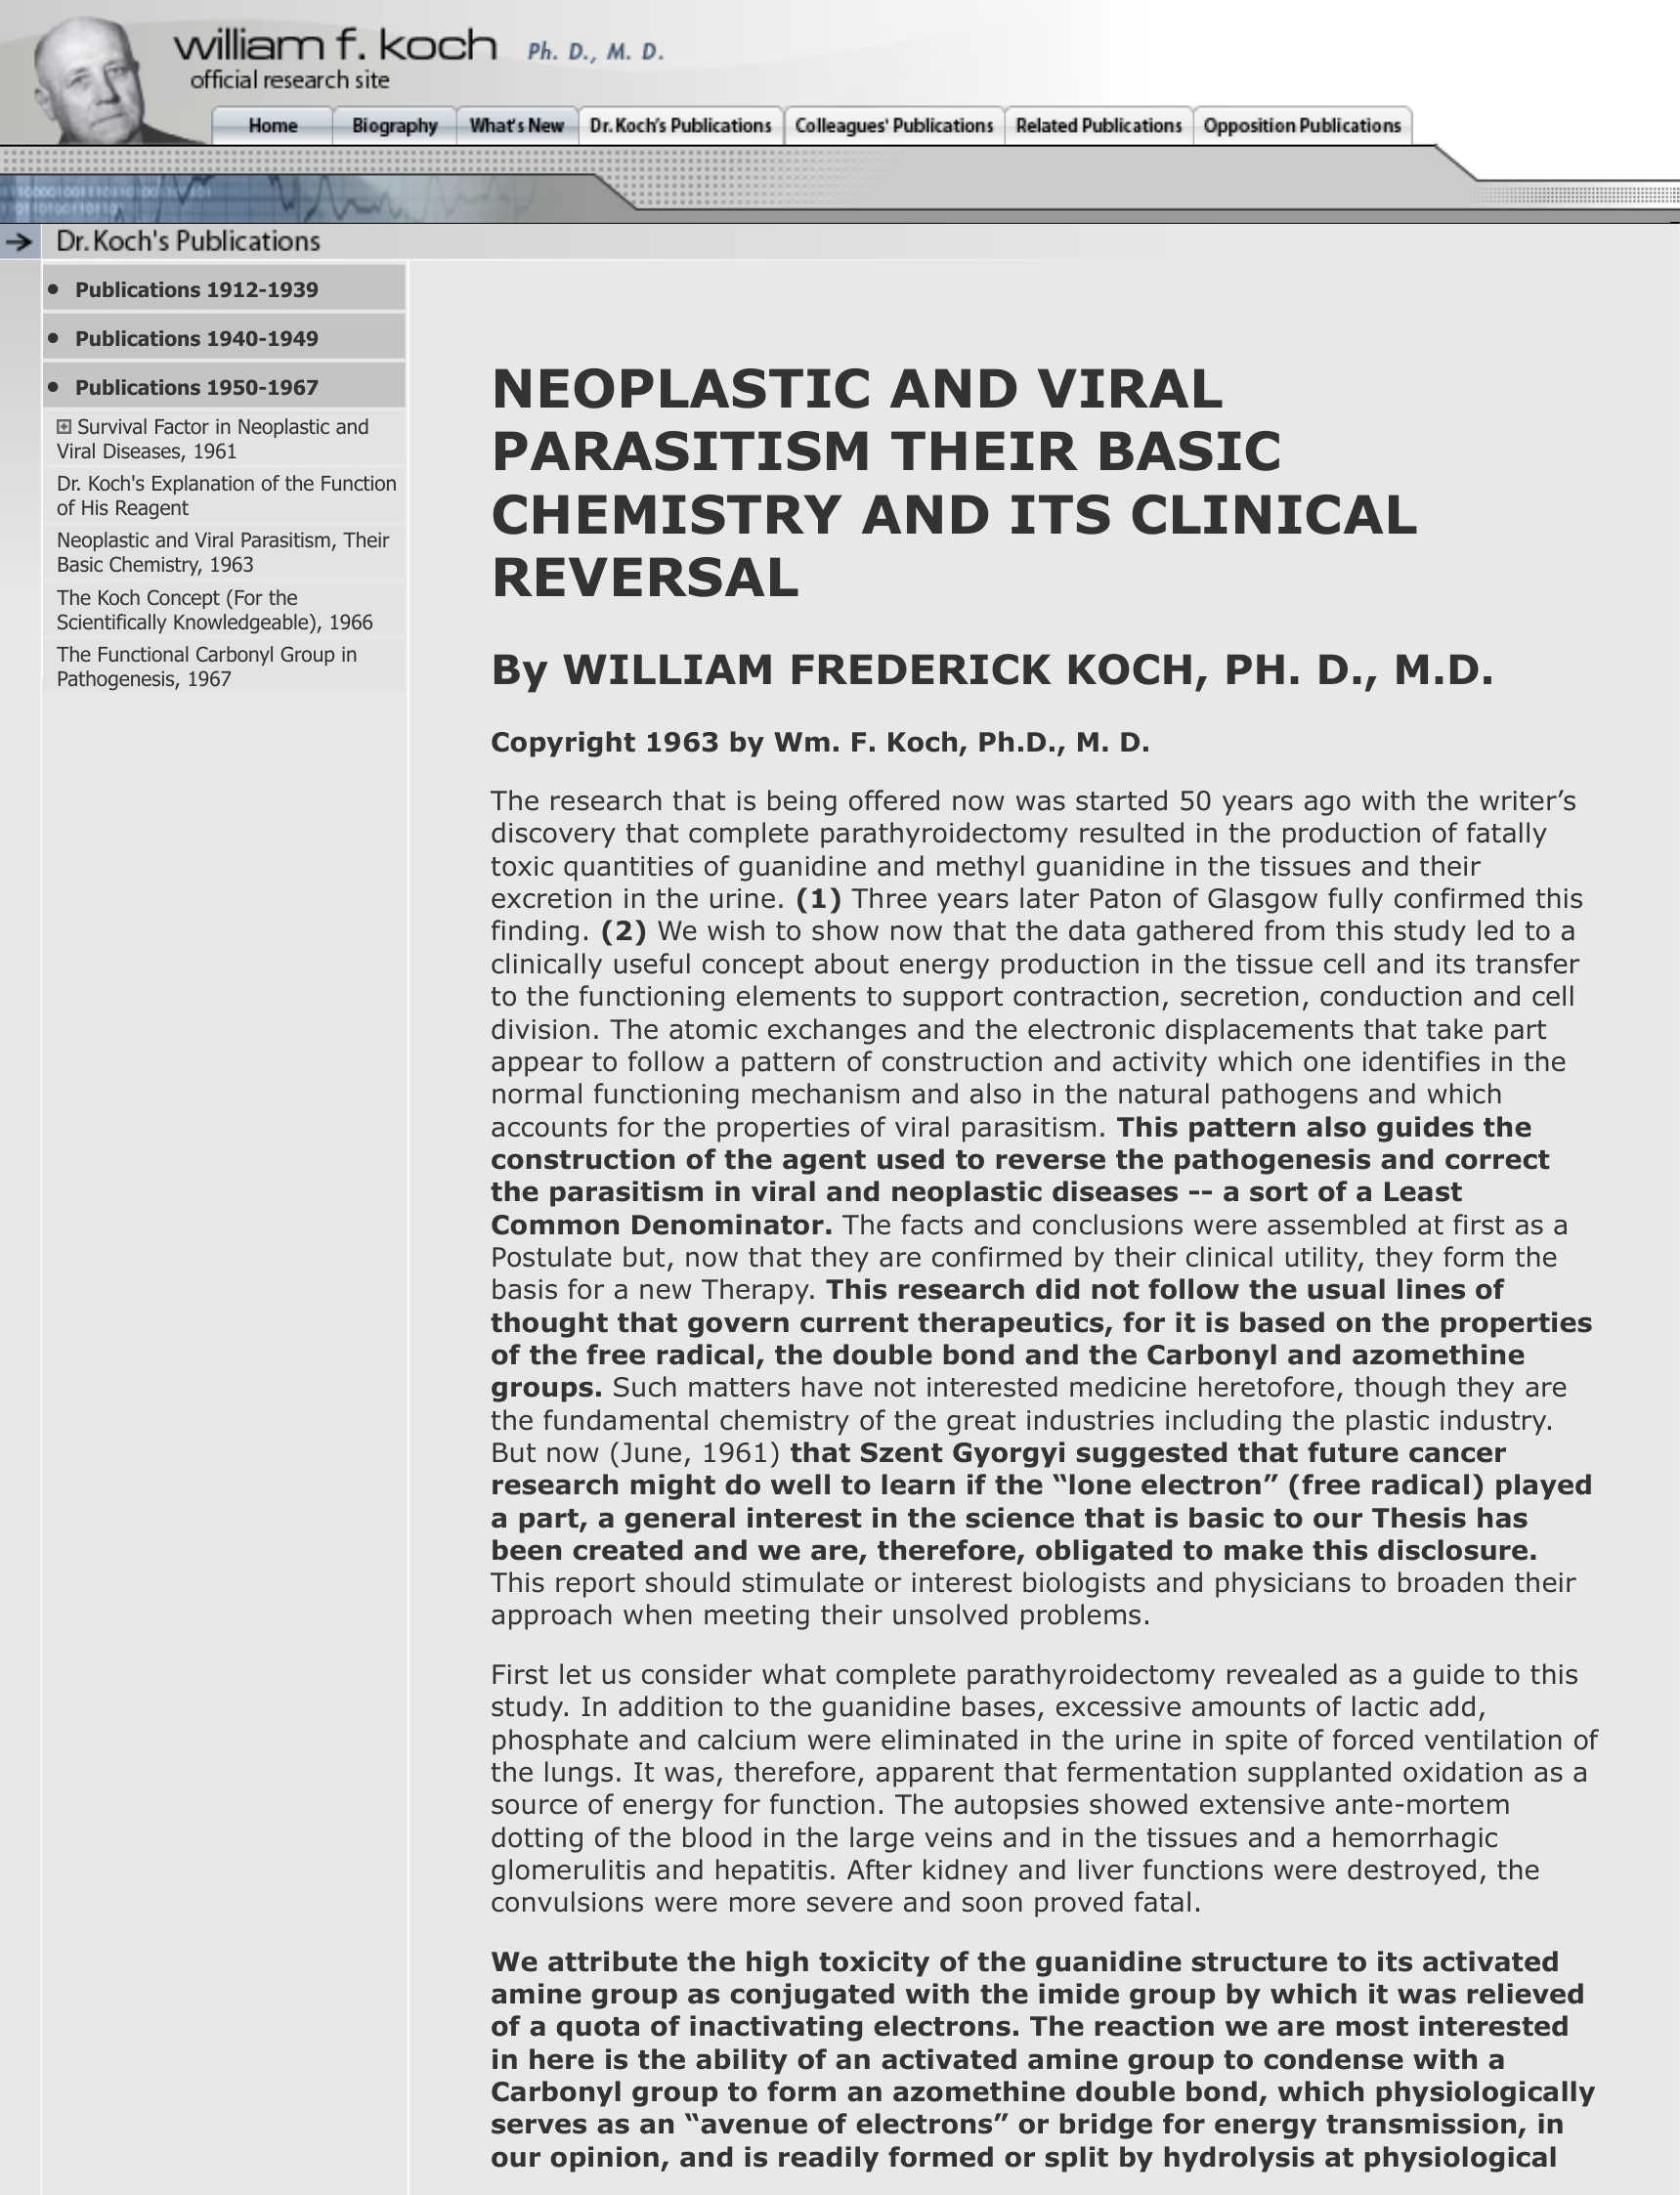 william f. koch Ph. D., M. D.
official research site
Home Biography What's New Dr. Koch's Publications Colleagues' Publications Related Publications Opposition Publications
Dr. Koch's Publications
• Publications 1912-1939
• Publications 1940-1949
• Publications 1950-1967
Survival Factor in Neoplastic and
Viral Diseases, 1961
Dr. Koch's Explanation of the Function
of His Reagent
Neoplastic and Viral Parasitism, Their
Basic Chemistry, 1963
The Koch Concept (For the
Scientifically Knowledgeable), 1966
The Functional Carbonyl Group in
Pathogenesis, 1967
NEOPLASTIC AND VIRAL
PARASITISM THEIR BASIC
CHEMISTRY AND ITS CLINICAL
REVERSAL
By WILLIAM FREDERICK KOCH, PH. D., M.D.
Copyright 1963 by Wm. F. Koch, Ph.D., M. D.
The research that is being offered now was started 50 years ago with the writer’s
discovery that complete parathyroidectomy resulted in the production of fatally
toxic quantities of guanidine and methyl guanidine in the tissues and their
excretion in the urine. (1) Three years later Paton of Glasgow fully confirmed this
finding. (2) We wish to show now that the data gathered from this study led to a
clinically useful concept about energy production in the tissue cell and its transfer
to the functioning elements to support contraction, secretion, conduction and cell
division. The atomic exchanges and the electronic displacements that take part
appear to follow a pattern of construction and activity which one identifies in the
normal functioning mechanism and also in the natural pathogens and which
accounts for the properties of viral parasitism. This pattern also guides the
construction of the agent used to reverse the pathogenesis and correct
the parasitism in viral and neoplastic diseases -- a sort of a Least
Common Denominator. The facts and conclusions were assembled at first as a
Postulate but, now that they are confirmed by their clinical utility, they form the
basis for a new Therapy. This research did not follow the usual lines of
thought that govern current therapeutics, for it is based on the properties
of the free radical, the double bond and the Carbonyl and azomethine
groups. Such matters have not interested medicine heretofore, though they are
the fundamental chemistry of the great industries including the plastic industry.
But now (June, 1961) that Szent Gyorgyi suggested that future cancer
research might do well to learn if the “lone electron” (free radical) played
a part, a general interest in the science that is basic to our Thesis has
been created and we are, therefore, obligated to make this disclosure.
This report should stimulate or interest biologists and physicians to broaden their
approach when meeting their unsolved problems.
First let us consider what complete parathyroidectomy revealed as a guide to this
study. In addition to the guanidine bases, excessive amounts of lactic add,
phosphate and calcium were eliminated in the urine in spite of forced ventilation of
the lungs. It was, therefore, apparent that fermentation supplanted oxidation as a
source of energy for function. The autopsies showed extensive ante-mortem
dotting of the blood in the large veins and in the tissues and a hemorrhagic
glomerulitis and hepatitis. After kidney and liver functions were destroyed, the
convulsions were more severe and soon proved fatal.
We attribute the high toxicity of the guanidine structure to its activated
amine group as conjugated with the imide group by which it was relieved
of a quota of inactivating electrons. The reaction we are most interested
in here is the ability of an activated amine group to condense with a
Carbonyl group to form an azomethine double bond, which physiologically
serves as an “avenue of electrons” or bridge for energy transmission, in
our opinion, and is readily formed or split by hydrolysis at physiological